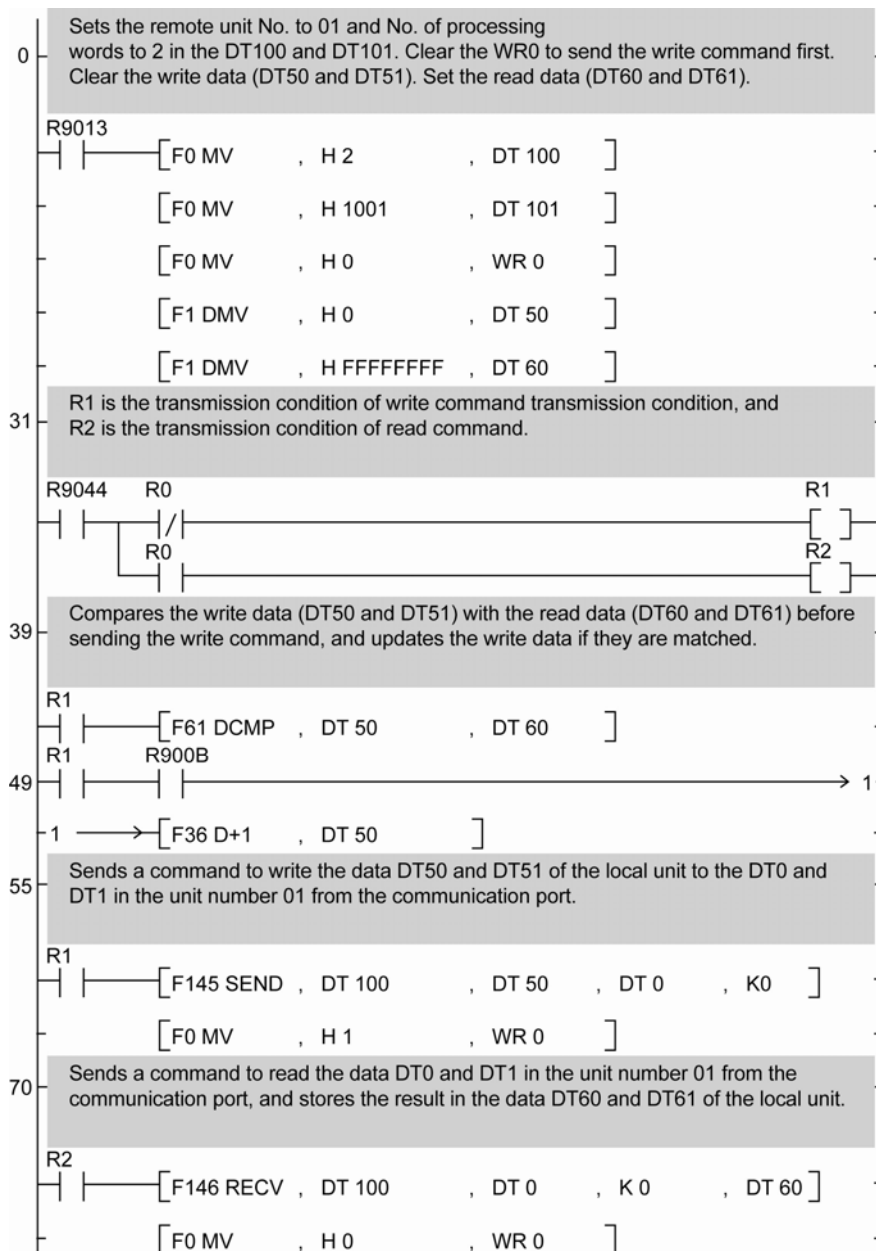 Sets the remote unit No. to 01 and No. of processing
0 words to 2 in the DT100 and DT101. Clear the WR0 to send the write command first.
Clear the write data (DT50 and DT51). Set the read data (DT60 and DT61).
R9013
F0 MV , H 2 , DT 100
F0 MV , H 1001 , DT 101
F0 MV , H 0 , WR 0
F1 DMV , H 0 , DT 50
F1 DMV , H FFFFFFFF , DT 60
R1 is the transmission condition of write command transmission condition, and
31 R2 is the transmission condition of read command.
R9044 R0 R1
R0 R2
Compares the write data (DT50 and DT51) with the read data (DT60 and DT61) before
39 sending the write command, and updates the write data if they are matched.
R1
F61 DCMP , DT 50 , DT 60
R1 R900B
49 1
1 F36 D+1 , DT 50
Sends a command to write the data DT50 and DT51 of the local unit to the DT0 and
55 DT1 in the unit number 01 from the communication port.
R1
F145 SEND , DT 100 , DT 50 , DT 0 , K0
F0 MV , H 1 , WR 0
Sends a command to read the data DT0 and DT1 in the unit number 01 from the
70 communication port, and stores the result in the data DT60 and DT61 of the local unit.
R2
F146 RECV , DT 100 , DT 0 , K 0 , DT 60
F0 MV , H 0 , WR 0